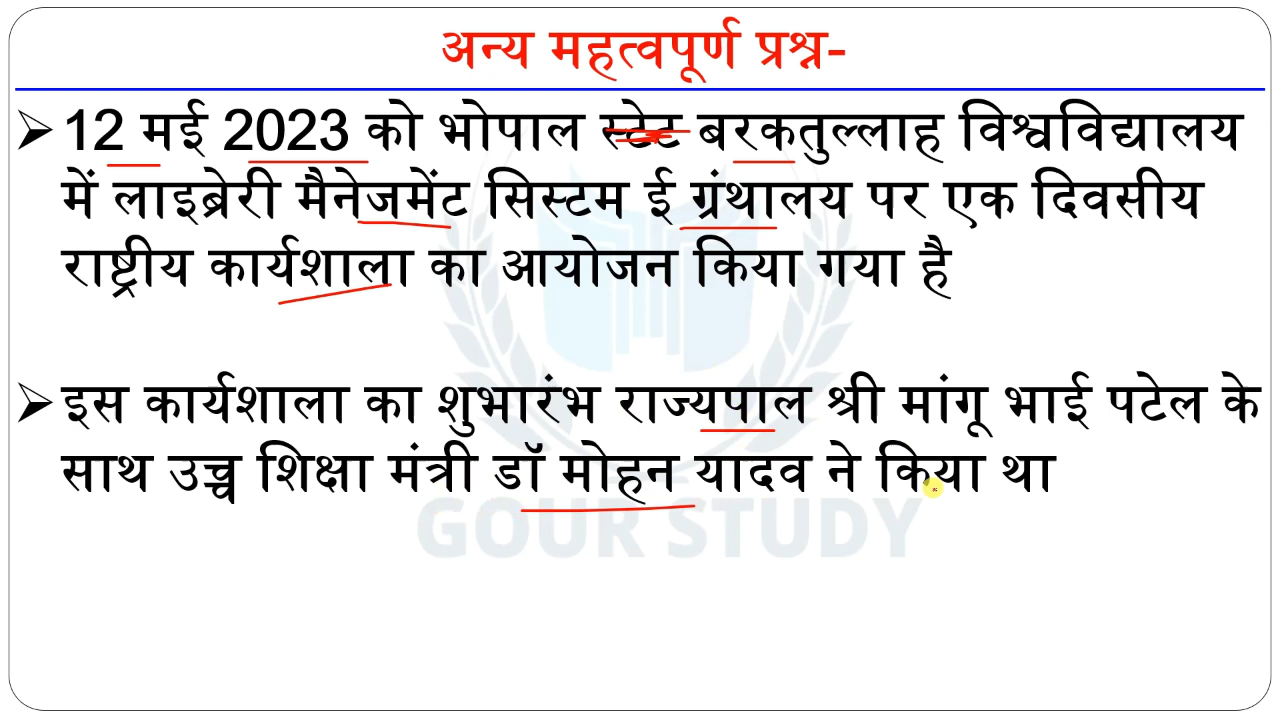 अन्य महत्वपूर्ण प्रश्न-
➢ 12 मई 2023 को भोपाल स्टेट बरकतुल्लाह विश्वविद्यालय
में लाइब्रेरी मैनेजमेंट सिस्टम ई ग्रंथालय पर एक दिवसीय
राष्ट्रीय कार्यशाला का आयोजन किया गया है
➢ इस कार्यशाला का शुभारंभ राज्यपाल श्री मांगू भाई पटेल के
साथ उच्च शिक्षा मंत्री डॉ मोहन यादव ने किया था
GOUR STUDY